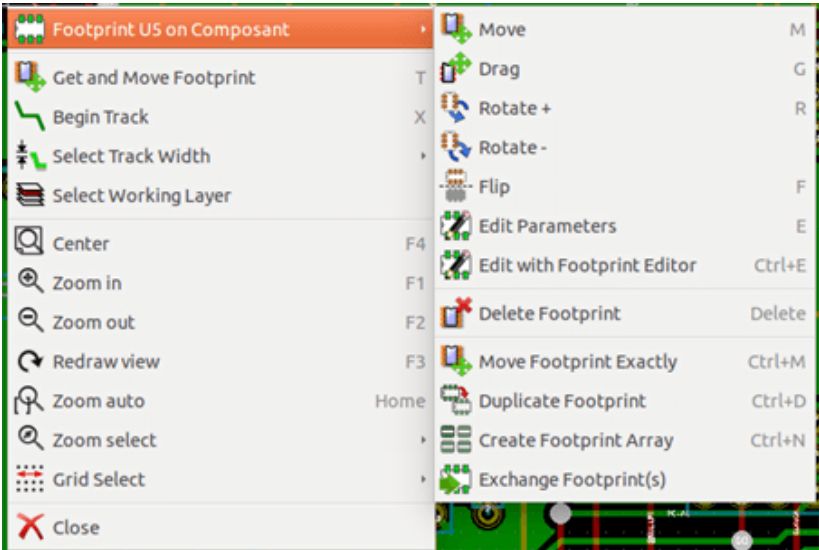 Footprint US on Composant
Get and Move Footprint T
Begin Track X
Select Track Width
Select Working Layer
Center F4
Zoom in F1
Zoom out F2
Redraw view F3
Zoom auto Home
Zoom select
Grid Select
Close
Move M
Drag G
Rotate + R
Rotate -
Flip F
Edit Parameters E
Edit with Footprint Editor Ctrl+E
Delete Footprint Delete
Move Footprint Exactly Ctrl+M
Duplicate Footprint Ctrl+D
Create Footprint Array Ctrl+N
Exchange Footprint(s)